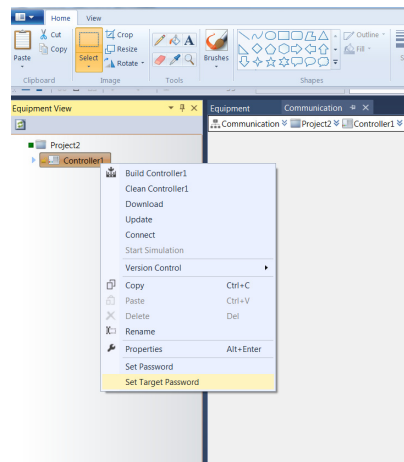 Home View
Cut
Copy
Paste
Clipboard
Select
Crop
Resize
Rotate
Image
A
Tools
Brushes
Shapes
Outline
Fill
Equipment View
Equipment Communication
Communication Project2 Controller1
Project2
Controller1
Build Controller1
Clean Controller1
Download
Update
Connect
Start Simulation
Version Control
Copy Ctrl+C
Paste Ctrl+V
Delete Del
Rename
Properties Alt+Enter
Set Password
Set Target Password